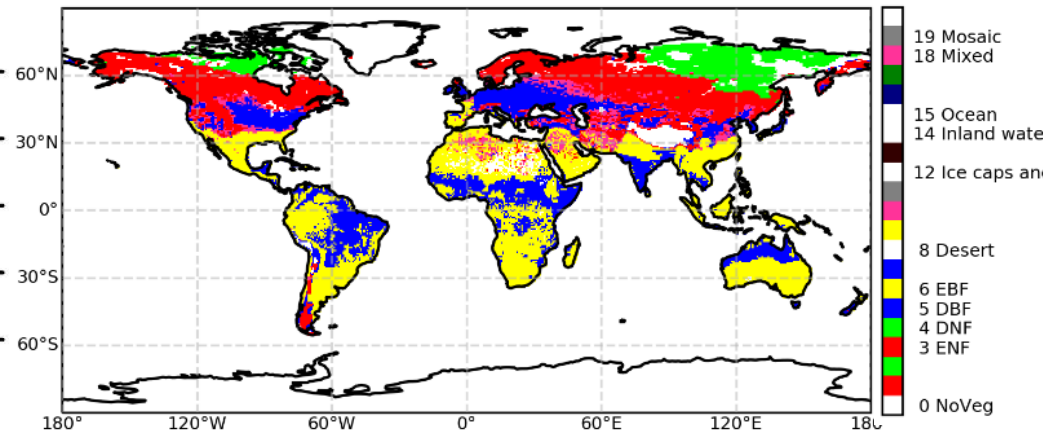 60°N
30°N
0°
30°S
60°S
180°
120°W
60°W
0°
60°E
120°E
180
19 Mosaic
18 Mixed
15 Ocean
14 Inland wate
12 Ice caps an
8 Desert
6 EBF
5 DBF
4 DNF
3 ENF
0 NoVeg